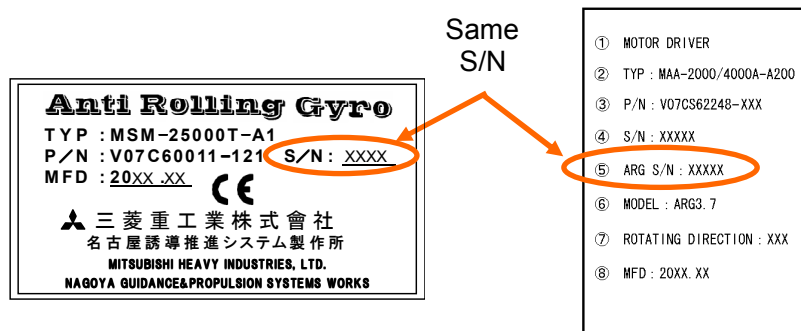 Same
S/N
Anti Rolling Gyro
TYP :MSM-25000T-A1
P/N:V07C60011-121 S/N: XXXX
MFD :20XX .XX CE
三菱重工業株式會社
名古屋誘導推進システム製作所
MITSUBISHI HEAVY INDUSTRIES, LTD.
NAGOYA GUIDANCE&PROPULSION SYSTEMS WORKS
① MOTOR DRIVER
② TYP : MAA-2000/4000A-A200
③ P/N : V07CS62248-XXX
④ S/N : XXXXX
⑤ ARG S/N : XXXXX
⑥ MODEL : ARG3.7
⑦ ROTATING DIRECTION : XXX
⑧ MFD : 20XX.XX